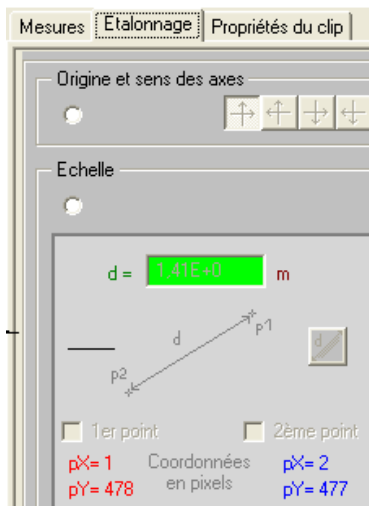 Mesures Etalonnage Propriétés du clip
Origine et sens des axes
Echelle
d = 1,41E+0 m
d p1
d
p2
1er point 2ème point
pX= 1 Coordonnées pX= 2
pY= 478 en pixels pY= 477